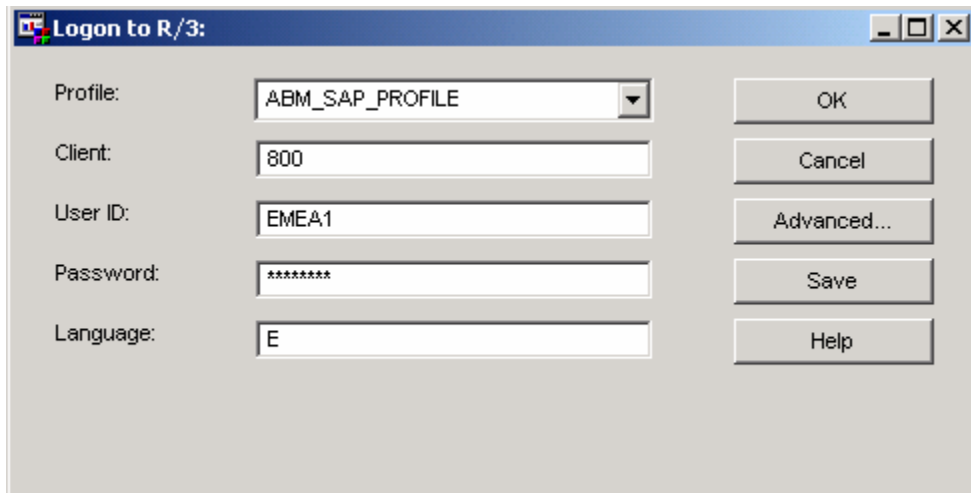 Logon to R/3:
Profile: ABM_SAP_PROFILE OK
Client: 800 Cancel
User ID: EMEA1 Advanced...
Password: ******** Save
Language: E Help